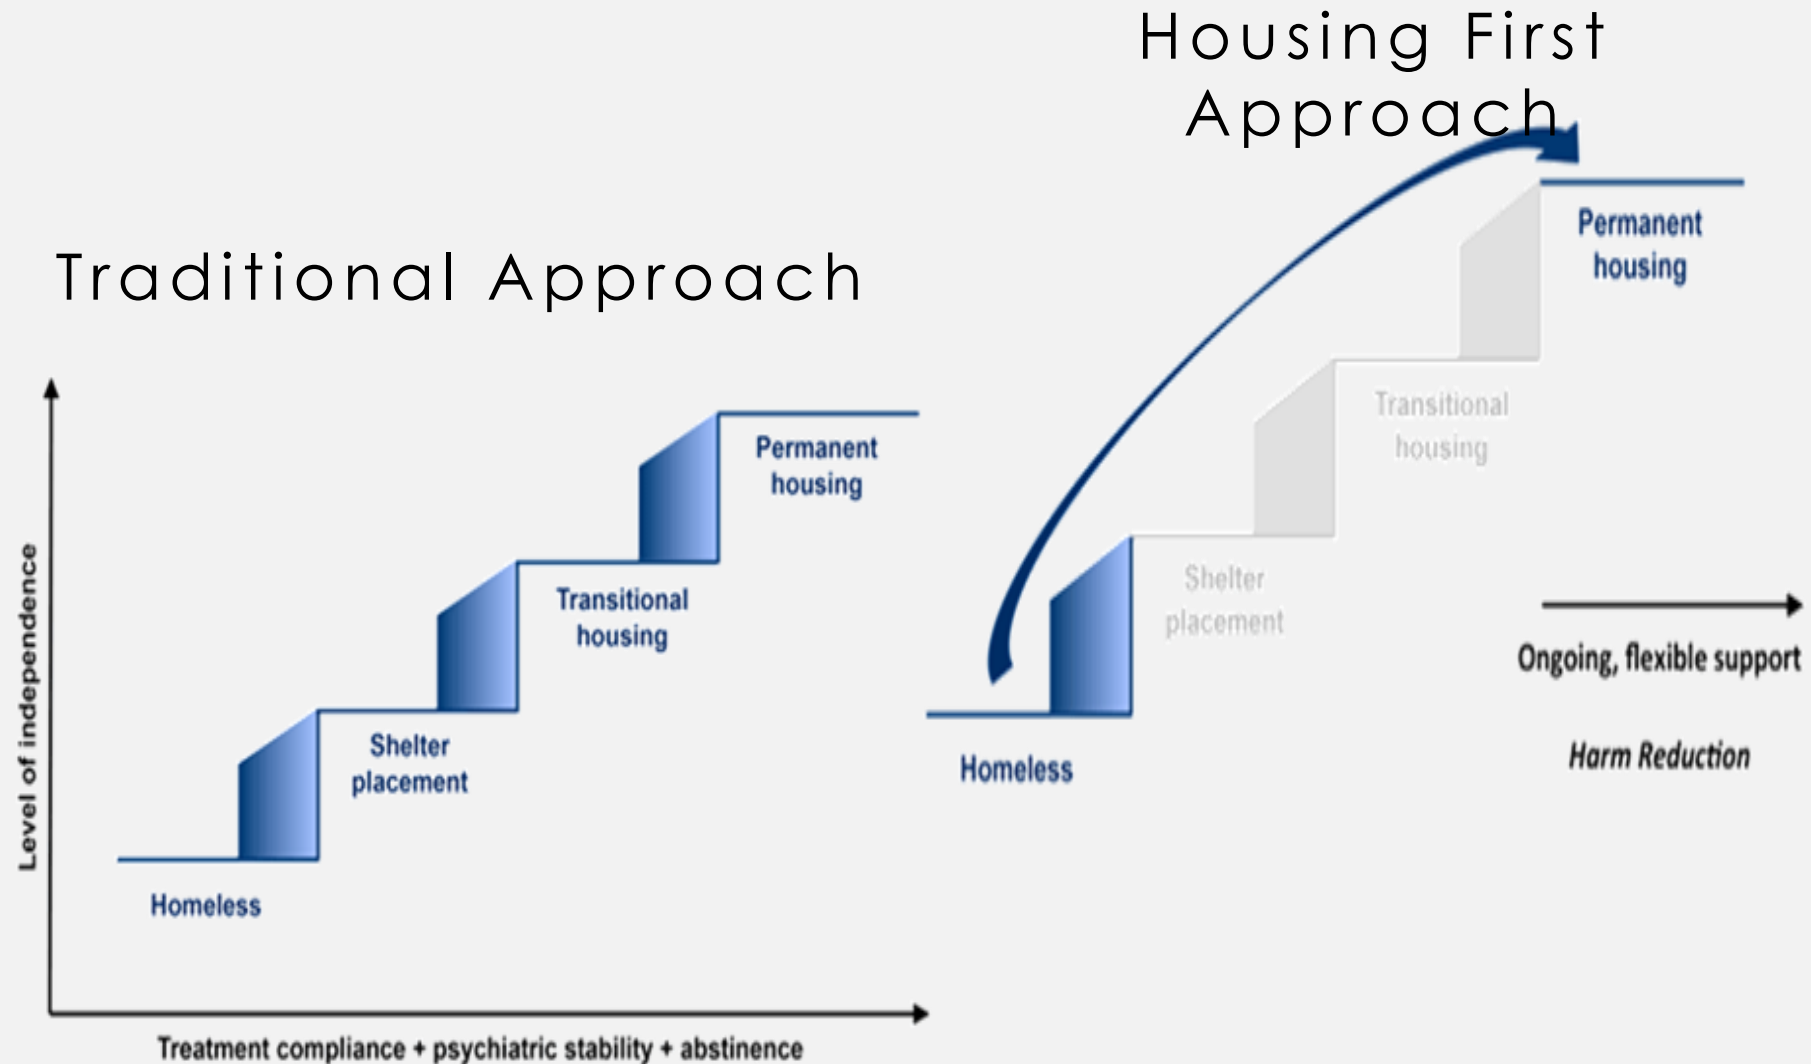 Traditional Approach
Level of independence
Permanent
housing
Transitional
housing
Shelter
placement
Homeless
Treatment compliance + psychiatric stability + abstinence
Housing First
Approach
Permanent
housing
Transitional
housing
Shelter
placement
Homeless
Ongoing, flexible support
Harm Reduction